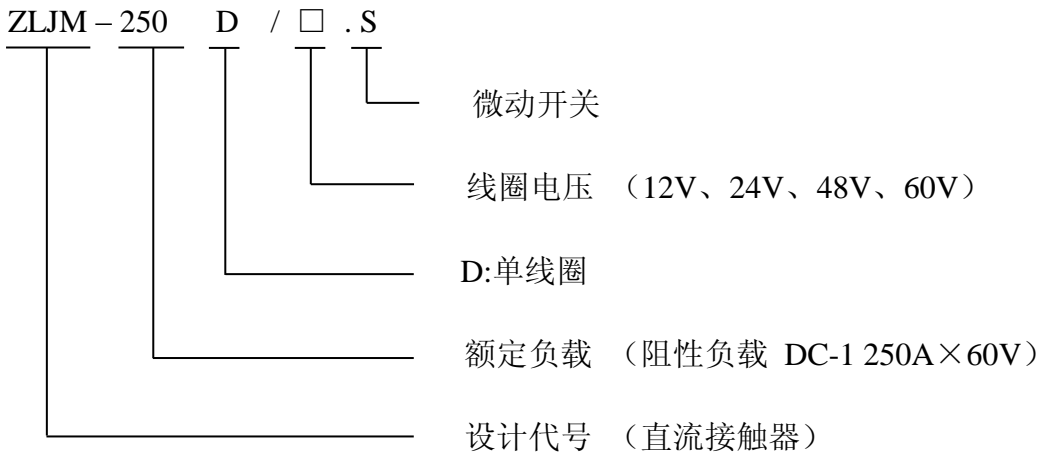 ZLJM – 250 D / □ . S
微动开关
线圈电压 （12V、24V、48V、60V）
D:单线圈
额定负载 （阻性负载 DC-1 250A×60V）
设计代号 （直流接触器）